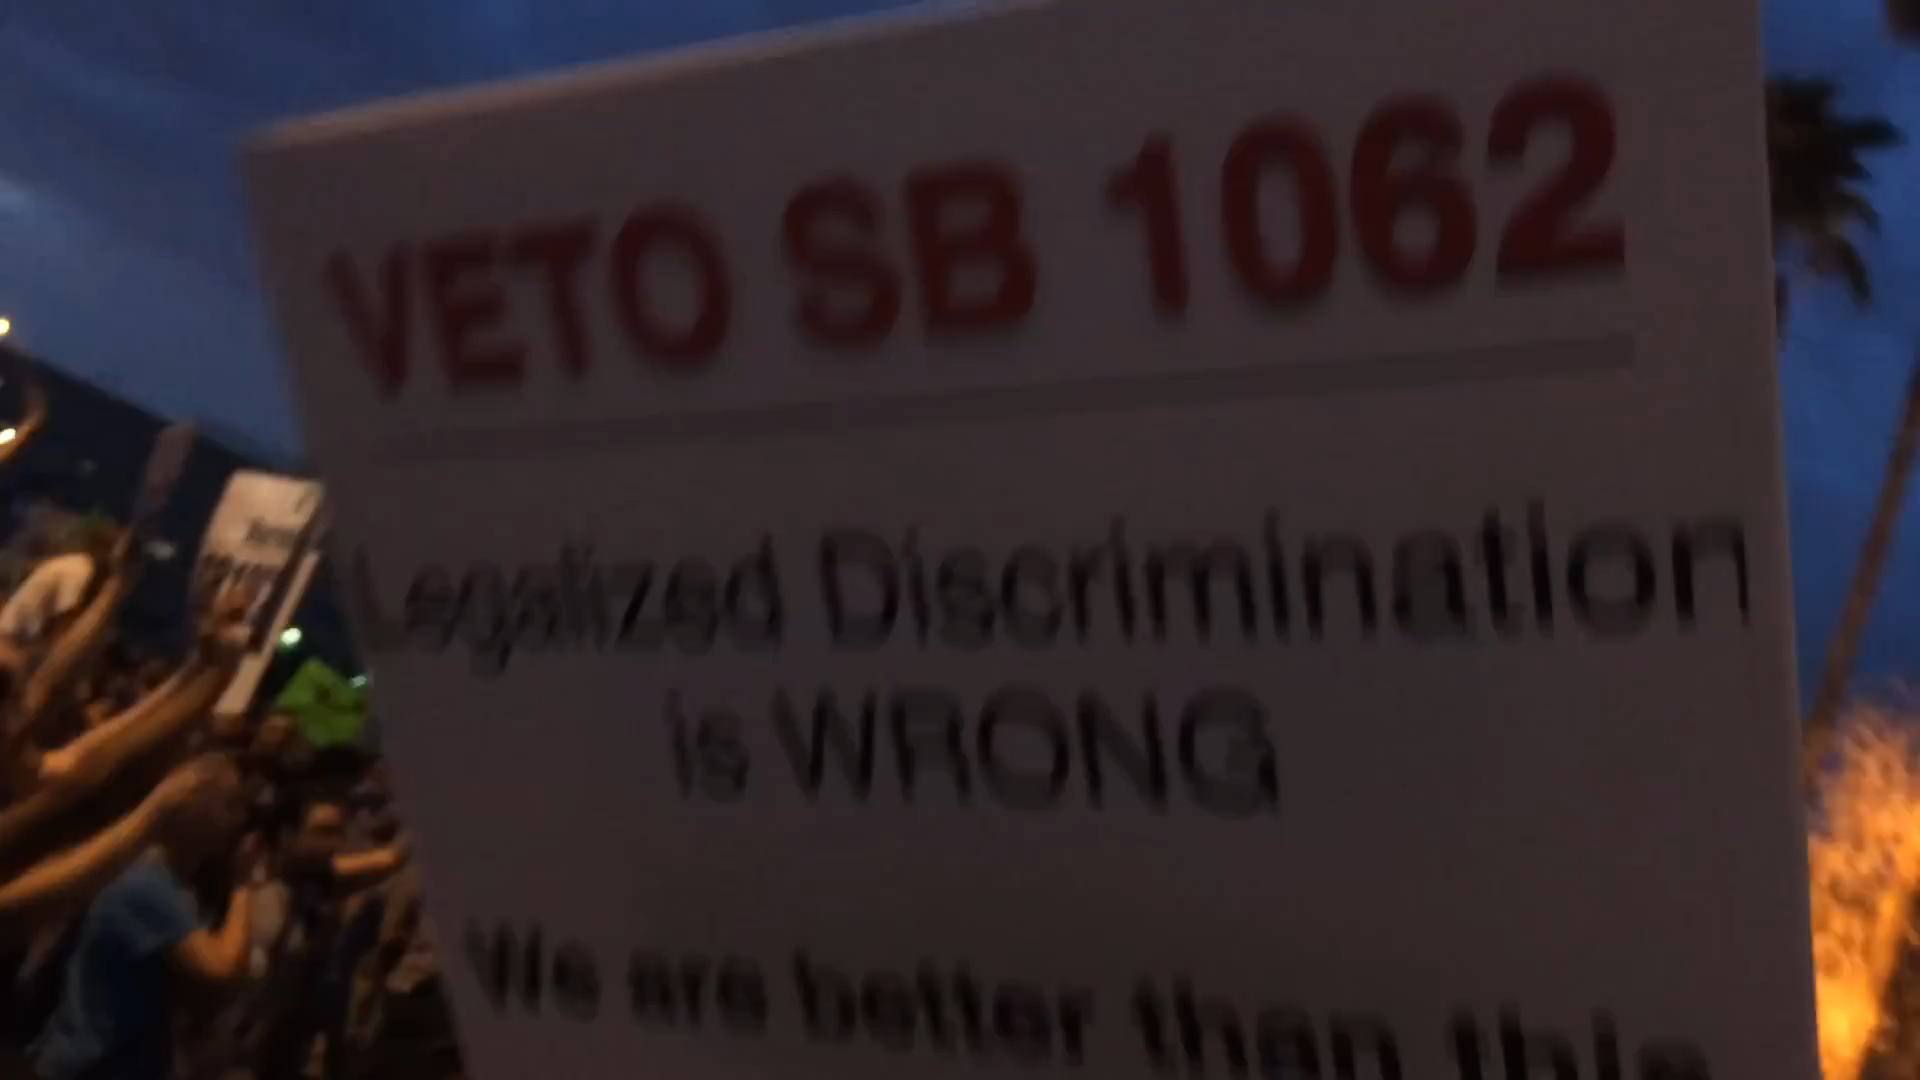 VETO SB 1062
Legalized Discrimination
is WRONG
We are better than this